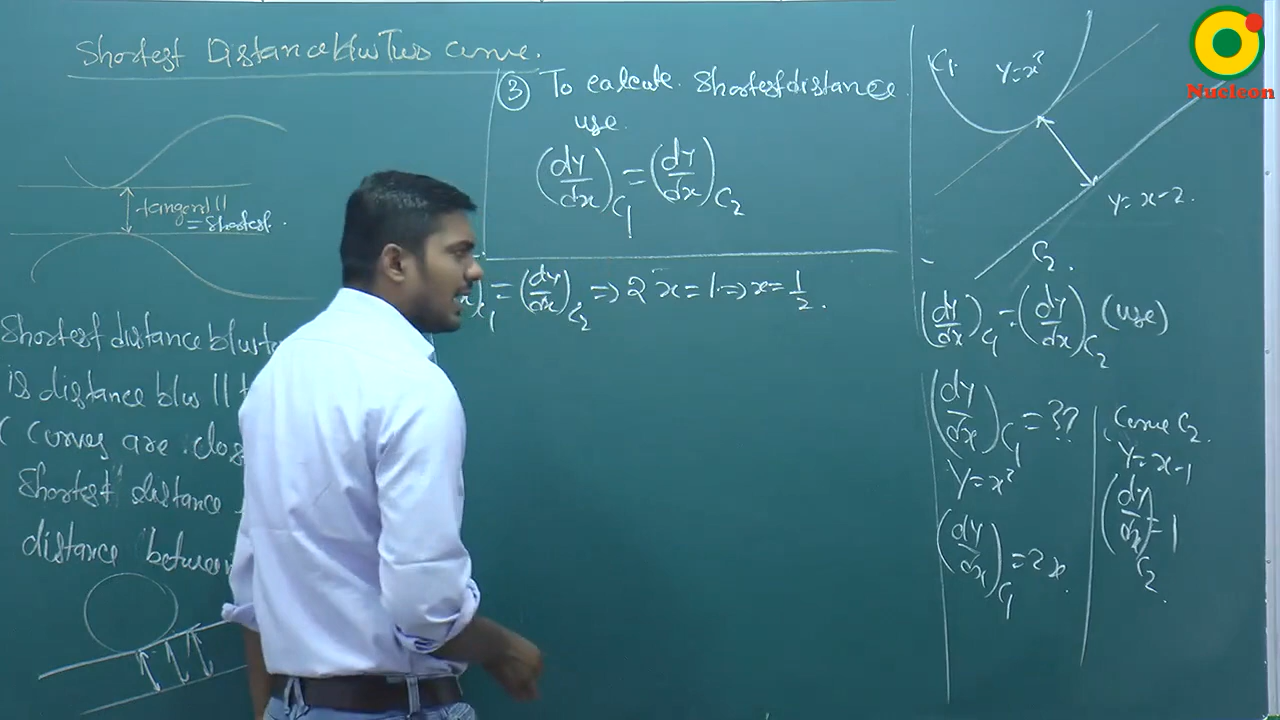 Shortest Distance b/w Two curve.
tangent ||
= Shortest.
Shortest distance b/w
is distance b/w ||
( Curves are
Shortest distance
distance between
③ To calculate Shortest distance
use.
(dy/dx)C1 = (dy/dx)C2
= (dy/dx)C2 => 2x = 1 => x = 1/2.
C1. y = x²
y = x - 2.
C2.
(dy/dx)C1 = (dy/dx)C2 (use)
(dy/dx)C1 = ??
y = x²
(dy/dx)C1 = 2x.
Curve C2.
y = x - 1
(dy/dx)C2 = 1
Nucleon